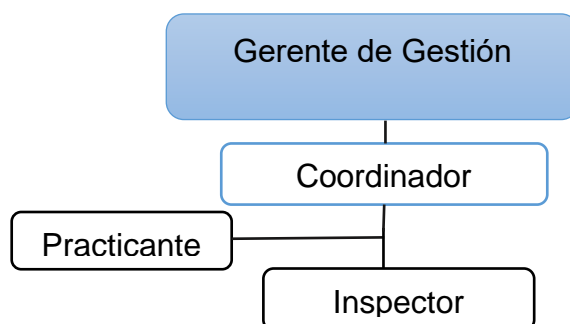 Gerente de Gestión
Coordinador
Practicante
Inspector